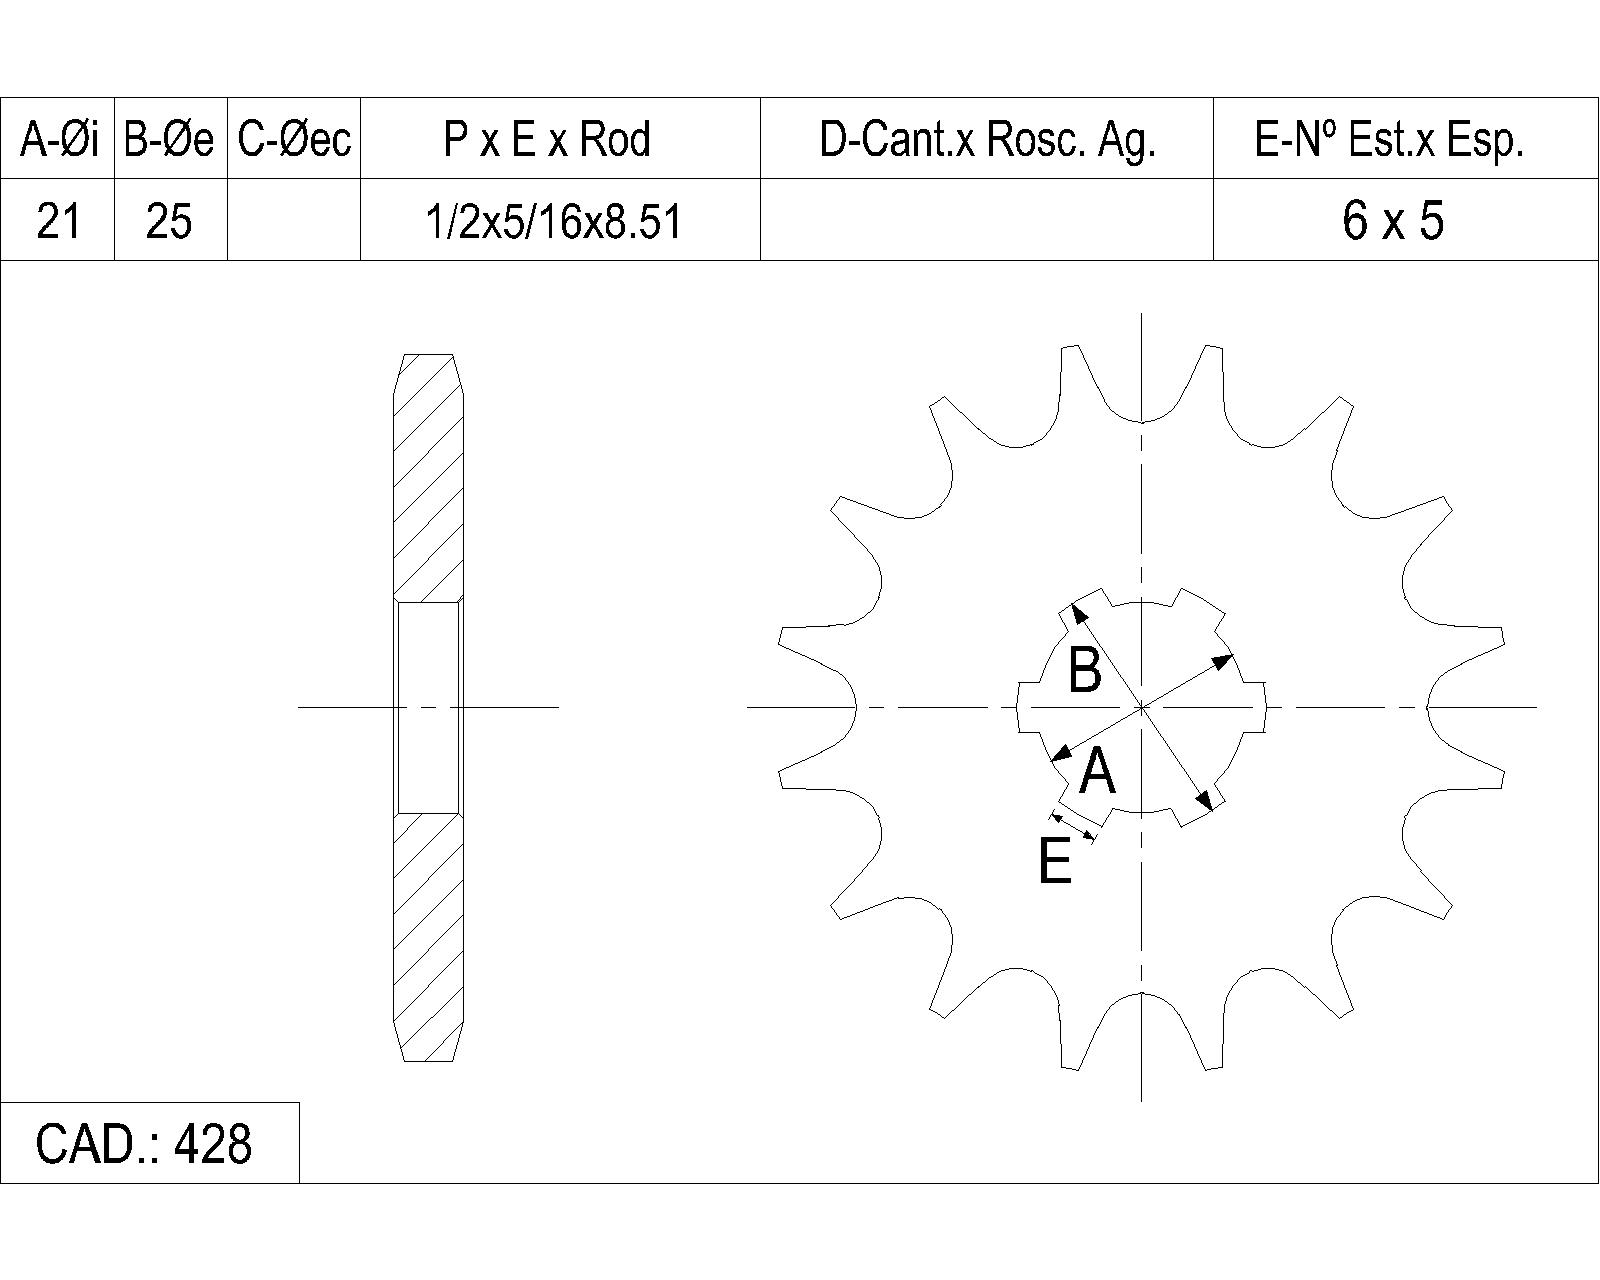 A-Øi B-Øe C-Øec P x E x Rod D-Cant.x Rosc. Ag. E-Nº Est.x Esp.
21 25 1/2x5/16x8.51 6 x 5
B
A
E
CAD.: 428